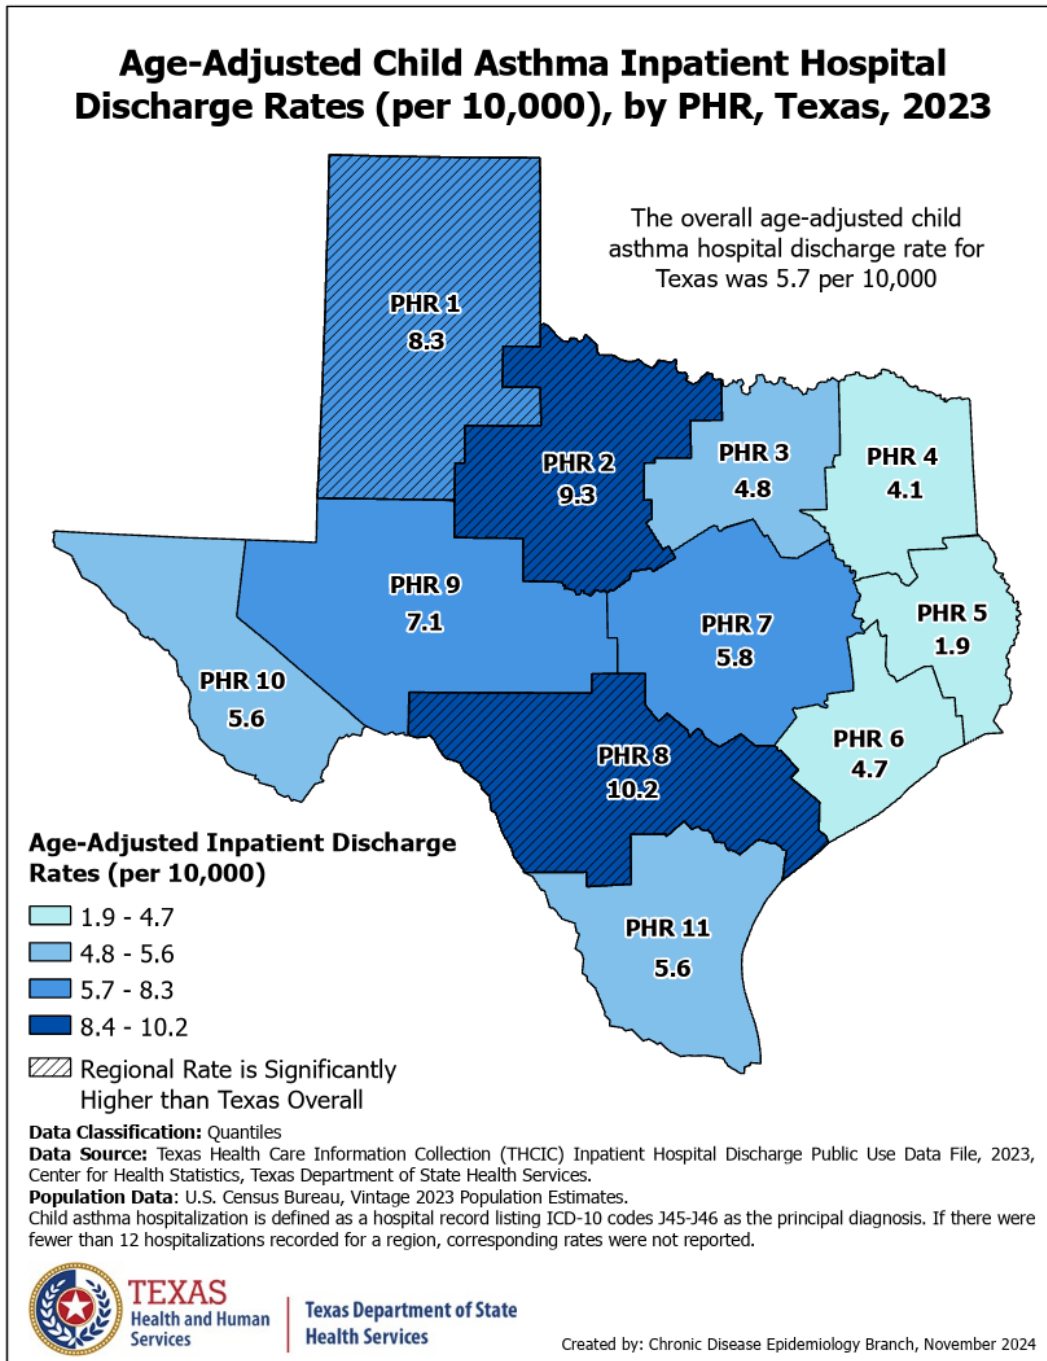 Age-Adjusted Child Asthma Inpatient Hospital
Discharge Rates (per 10,000), by PHR, Texas, 2023
The overall age-adjusted child
asthma hospital discharge rate for
Texas was 5.7 per 10,000
PHR 1
8.3
PHR 2
9.3
PHR 3
4.8
PHR 4
4.1
PHR 9
7.1
PHR 7
5.8
PHR 5
1.9
PHR 10
5.6
PHR 6
4.7
PHR 8
10.2
PHR 11
5.6
Age-Adjusted Inpatient Discharge
Rates (per 10,000)
1.9 - 4.7
4.8 - 5.6
5.7 - 8.3
8.4 - 10.2
Regional Rate is Significantly
Higher than Texas Overall
Data Classification: Quantiles
Data Source: Texas Health Care Information Collection (THCIC) Inpatient Hospital Discharge Public Use Data File, 2023,
Center for Health Statistics, Texas Department of State Health Services.
Population Data: U.S. Census Bureau, Vintage 2023 Population Estimates.
Child asthma hospitalization is defined as a hospital record listing ICD-10 codes J45-J46 as the principal diagnosis. If there were
fewer than 12 hospitalizations recorded for a region, corresponding rates were not reported.
TEXAS
Health and Human
Services
Texas Department of State
Health Services
Created by: Chronic Disease Epidemiology Branch, November 2024